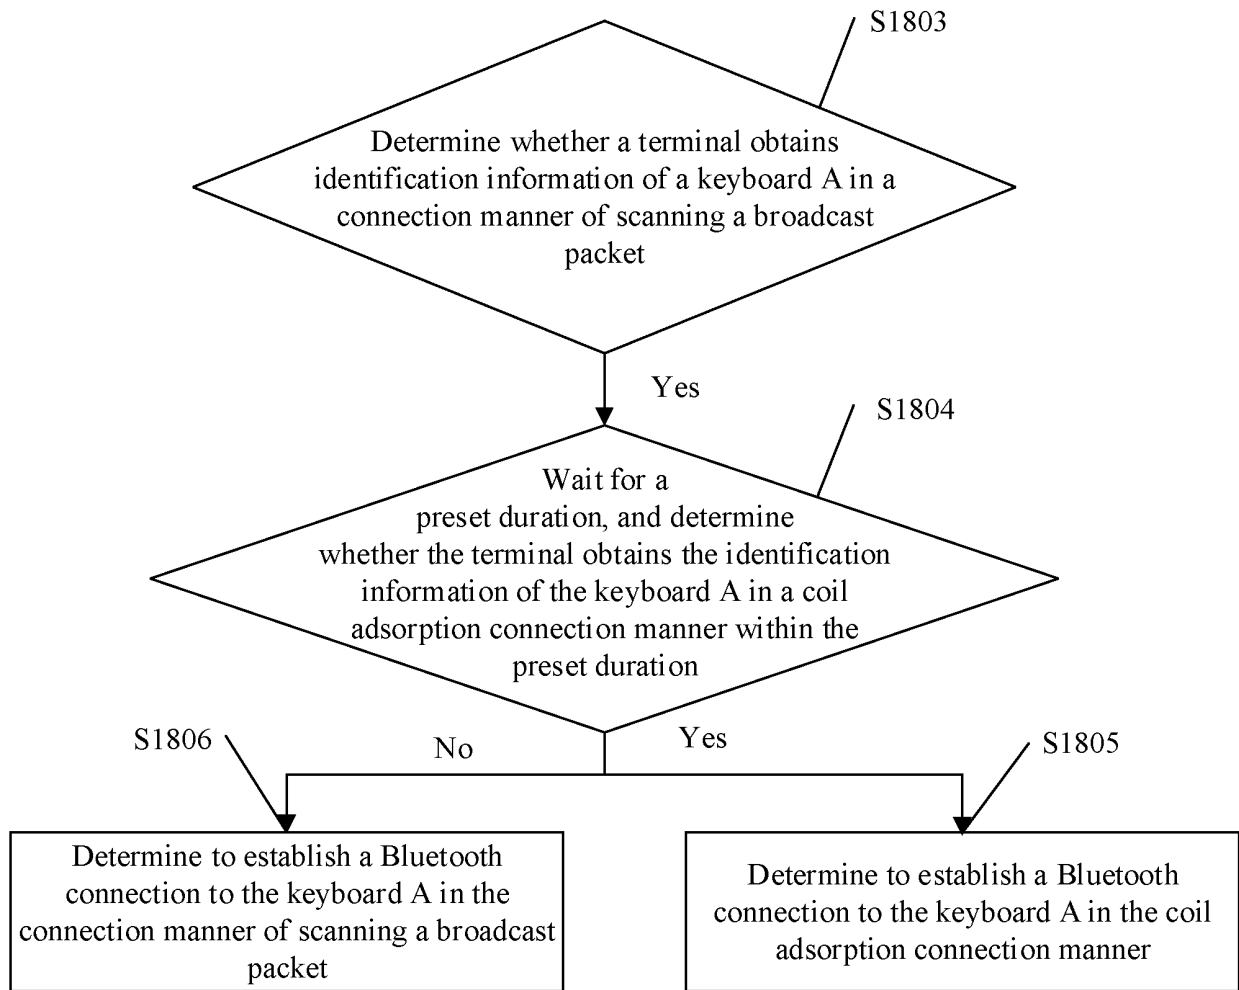 S1803
Determine whether a terminal obtains
identification information of a keyboard A in a
connection manner of scanning a broadcast
packet
Yes
S1804
Wait for a
preset duration, and determine
whether the terminal obtains the identification
information of the keyboard A in a coil
adsorption connection manner within the
preset duration
S1806
No
Yes
S1805
Determine to establish a Bluetooth
connection to the keyboard A in the
connection manner of scanning a broadcast
packet
Determine to establish a Bluetooth
connection to the keyboard A in the coil
adsorption connection manner